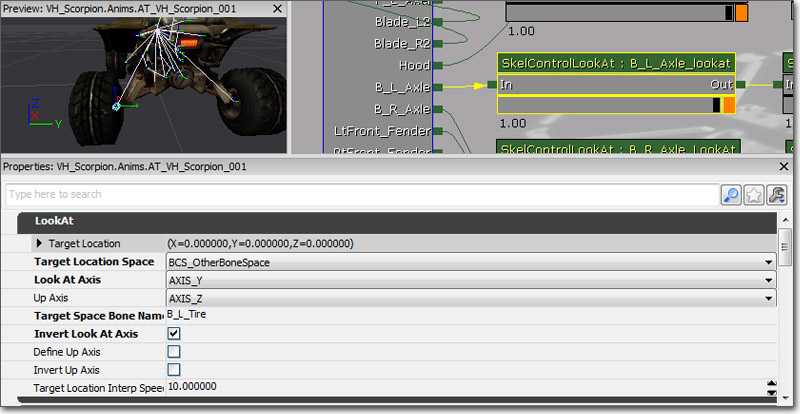 Preview: VH_Scorpion.Anims.AT_VH_Scorpion_001
Z
Y
Blade_L2
Blade_R2
Hood
B_L_Axle
B_R_Axle
LtFront_Fender
RtFront_Fender
1.00
SkelControlLookAt : B_L_Axle_lookat
In
Out
1.00
SkelControlLookAt : B_R_Axle_LookAt
Properties: VH_Scorpion.Anims.AT_VH_Scorpion_001
Type here to search
LookAt
Target Location
(X=0.000000,Y=0.000000,Z=0.000000)
Target Location Space
BCS_OtherBoneSpace
Look At Axis
AXIS_Y
Up Axis
AXIS_Z
Target Space Bone Name
B_L_Tire
Invert Look At Axis
Define Up Axis
Invert Up Axis
Target Location Interp Speed
10.000000